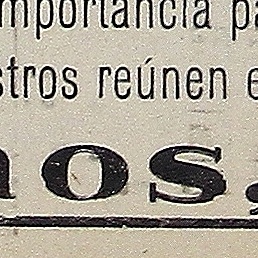 importancia pa
stros reúnen e
nos.